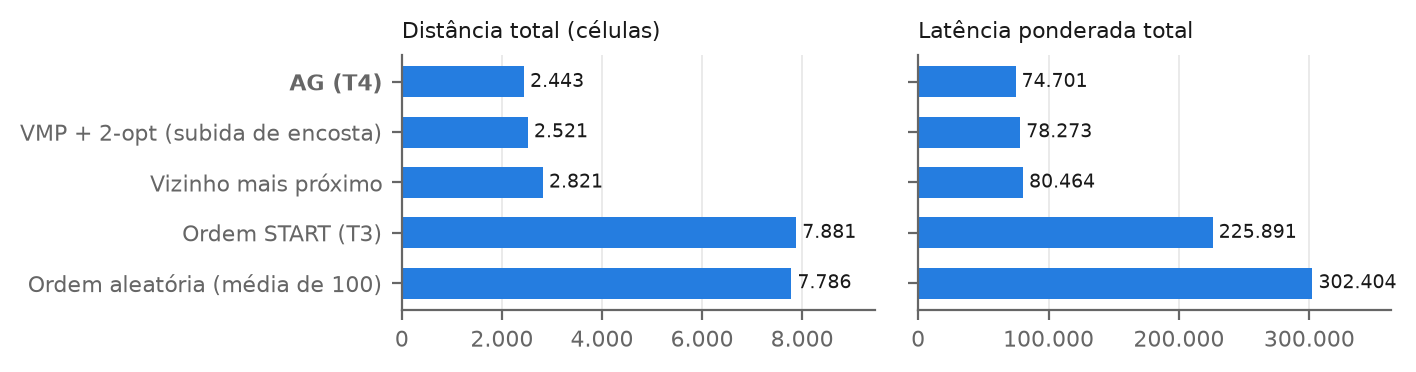 Distância total (células)
AG (T4)
2.443
VMP + 2-opt (subida de encosta)
2.521
Vizinho mais próximo
2.821
Ordem START (T3)
7.881
Ordem aleatória (média de 100)
7.786
0 2.000 4.000 6.000 8.000
Latência ponderada total
74.701
78.273
80.464
225.891
302.404
0 100.000 200.000 300.000